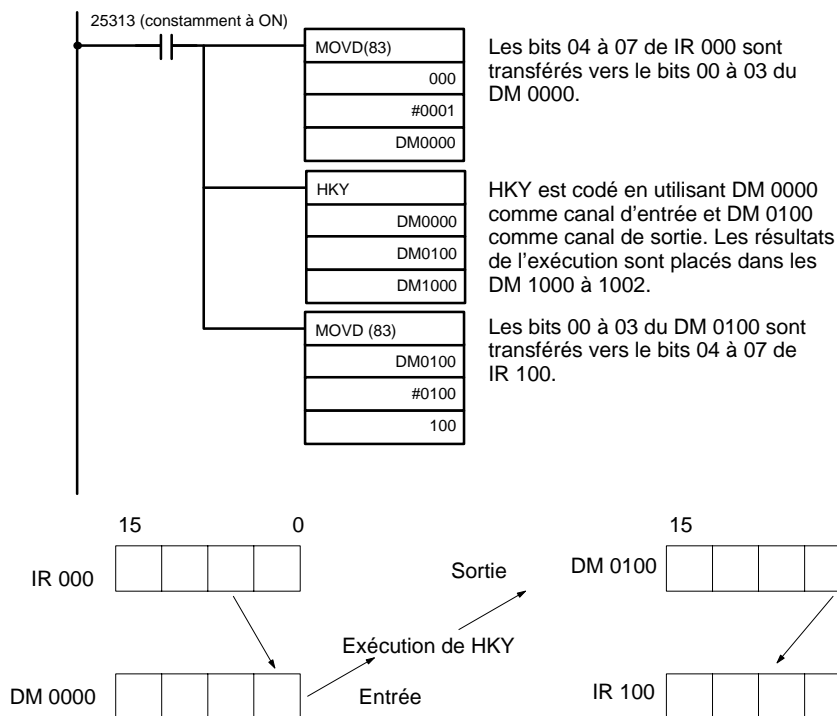 25313 (constamment à ON)
MOVD(83)
000
#0001
DM0000
Les bits 04 à 07 de IR 000 sont
transférés vers le bits 00 à 03 du
DM 0000.
HKY
DM0000
DM0100
DM1000
HKY est codé en utilisant DM 0000
comme canal d'entrée et DM 0100
comme canal de sortie. Les résultats
de l'exécution sont placés dans les
DM 1000 à 1002.
MOVD (83)
DM0100
#0100
100
Les bits 00 à 03 du DM 0100 sont
transférés vers le bits 04 à 07 de
IR 100.
15 0 15
IR 000 Sortie DM 0100
Exécution de HKY
DM 0000 Entrée IR 100